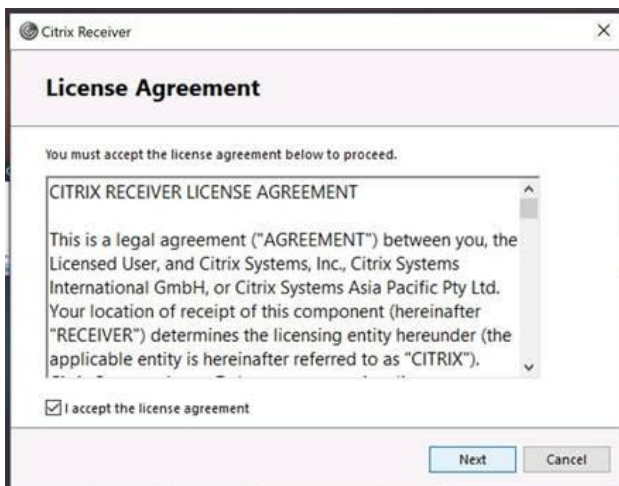 Citrix Receiver
License Agreement
You must accept the license agreement below to proceed.
CITRIX RECEIVER LICENSE AGREEMENT
This is a legal agreement ("AGREEMENT") between you, the
Licensed User, and Citrix Systems, Inc., Citrix Systems
International GmbH, or Citrix Systems Asia Pacific Pty Ltd.
Your location of receipt of this component (hereinafter
"RECEIVER") determines the licensing entity hereunder (the
applicable entity is hereinafter referred to as "CITRIX").
I accept the license agreement
Next
Cancel